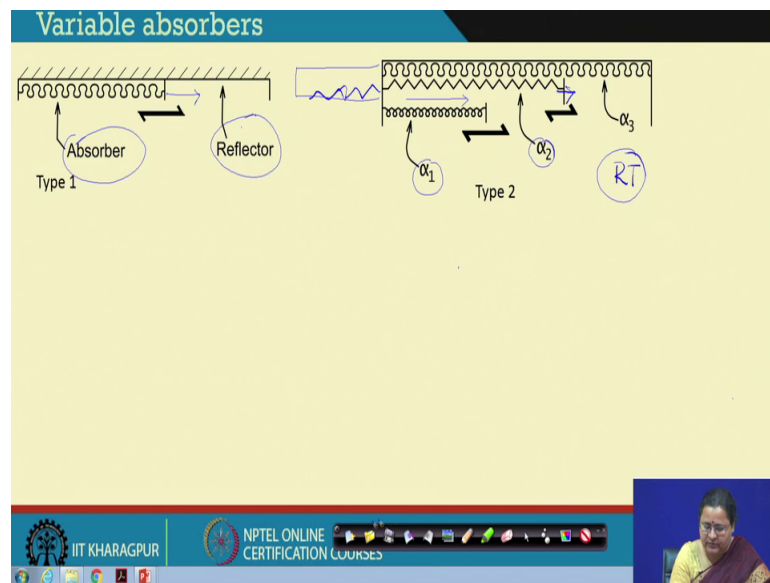 Variable absorbers
Absorber
Reflector
Type 1
α1
α2
α3
RT
Type 2
IIT KHARAGPUR
NPTEL ONLINE
CERTIFICATION COURSES